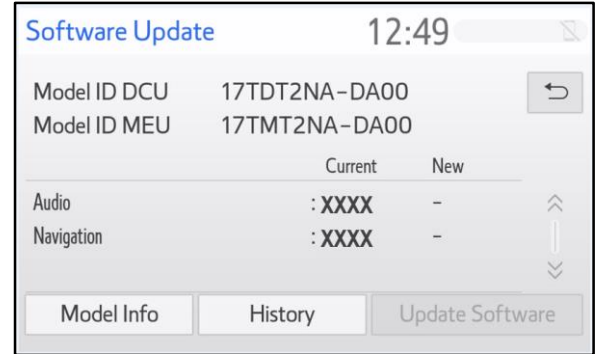 Software Update 12:49
Model ID DCU 17TDT2NA-DA00
Model ID MEU 17TMT2NA-DA00
Current New
Audio : XXXX -
Navigation : XXXX -
Model Info History Update Software